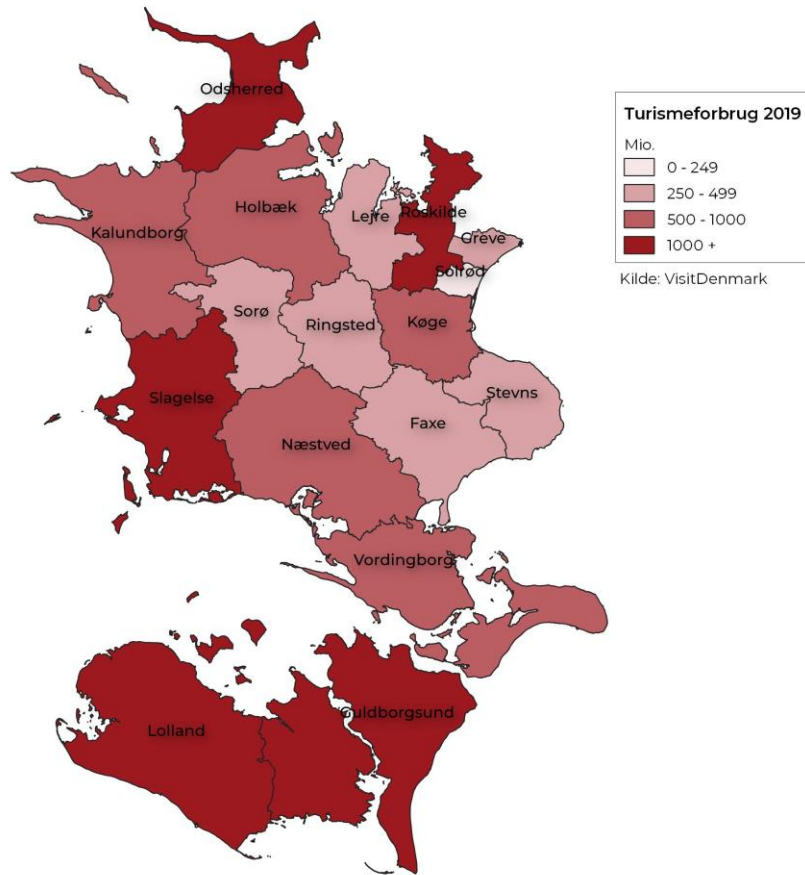 Odsherred
Turismeforbrug 2019
Mio.
0 - 249
250 - 499
500 - 1000
1000 +
Kilde: VisitDenmark
Holbæk
Lejre
Roskilde
Kalundborg
Greve
Solrød
Sorø
Ringsted
Køge
Slagelse
Stevns
Faxe
Næstved
Vordingborg
Guldborgsund
Lolland